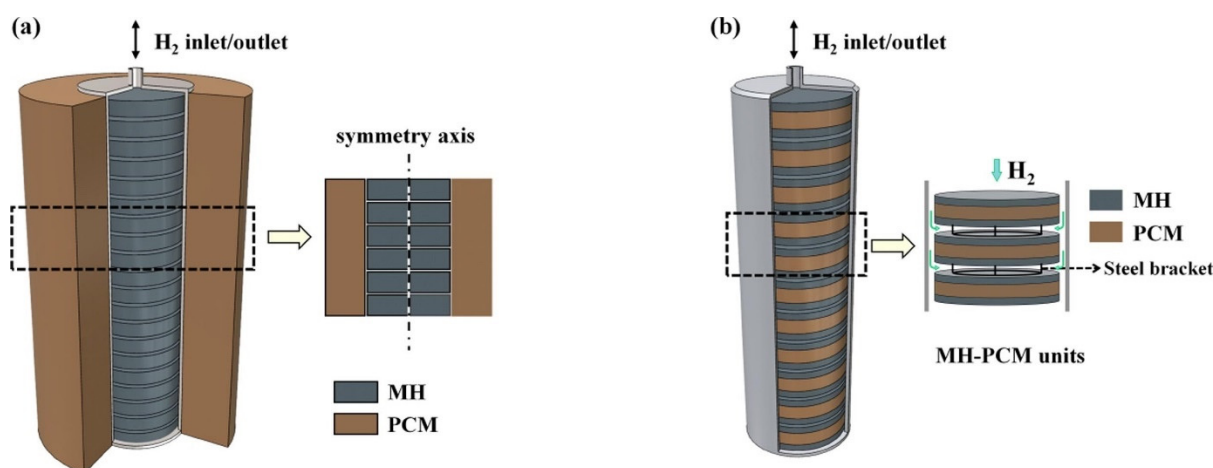 (a)
H₂ inlet/outlet
symmetry axis
MH
PCM
(b)
H₂ inlet/outlet
H₂
MH
PCM
Steel bracket
MH-PCM units